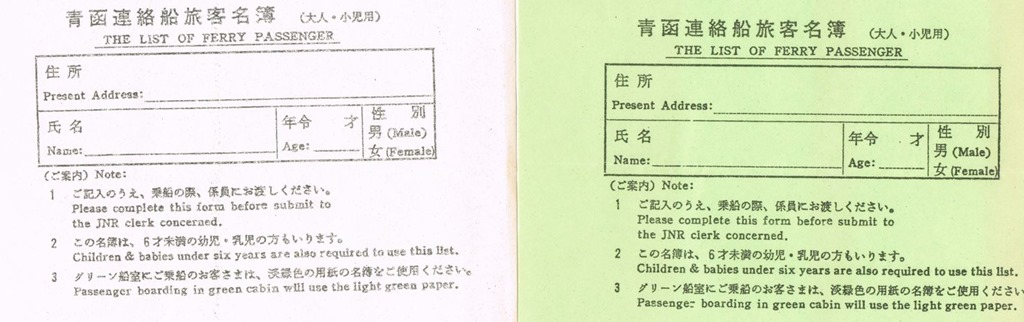 青函連絡船旅客名簿 (大人・小児用)
THE LIST OF FERRY PASSENGER
住所
Present Address:
氏名
Name:
年令 才
Age:
性別
男 (Male)
女 (Female)
(ご案内) Note:
1 ご記入のうえ、乗船の際、係員にお渡しください。
Please complete this form before submit to
the JNR clerk concerned.
2 この名簿は、6才未満の幼児・乳児の方もいります。
Children & babies under six years are also required to use this list.
3 グリーン船室にご乗船のお客さまは、淡緑色の用紙の名簿をご使用ください。
Passenger boarding in green cabin will use the light green paper.
青函連絡船旅客名簿 (大人・小児用)
THE LIST OF FERRY PASSENGER
住所
Present Address:
氏名
Name:
年令 才
Age:
性別
男 (Male)
女 (Female)
(ご案内) Note:
1 ご記入のうえ、乗船の際、係員にお渡しください。
Please complete this form before submit to
the JNR clerk concerned.
2 この名簿は、6才未満の幼児・乳児の方もいります。
Children & babies under six years are also required to use this list.
3 グリーン船室にご乗船のお客さまは、淡緑色の用紙の名簿をご使用くださ
Passenger boarding in green cabin will use the light green paper.